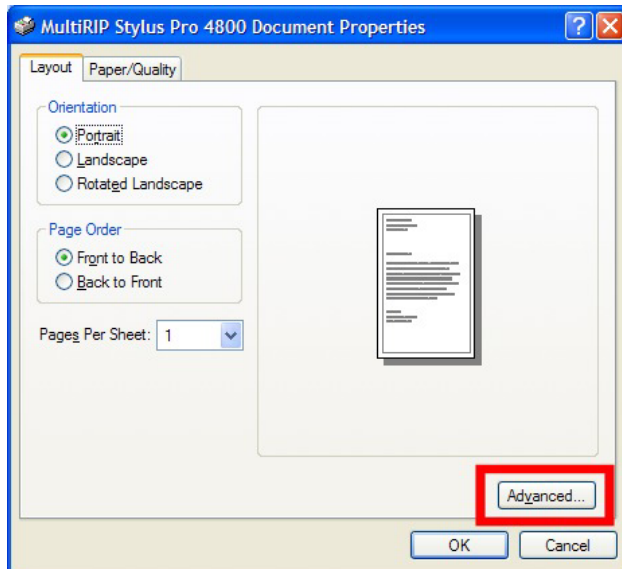 MultiRIP Stylus Pro 4800 Document Properties
Layout
Paper/Quality
Orientation
Portrait
Landscape
Rotated Landscape
Page Order
Front to Back
Back to Front
Pages Per Sheet: 1
Advanced...
OK
Cancel